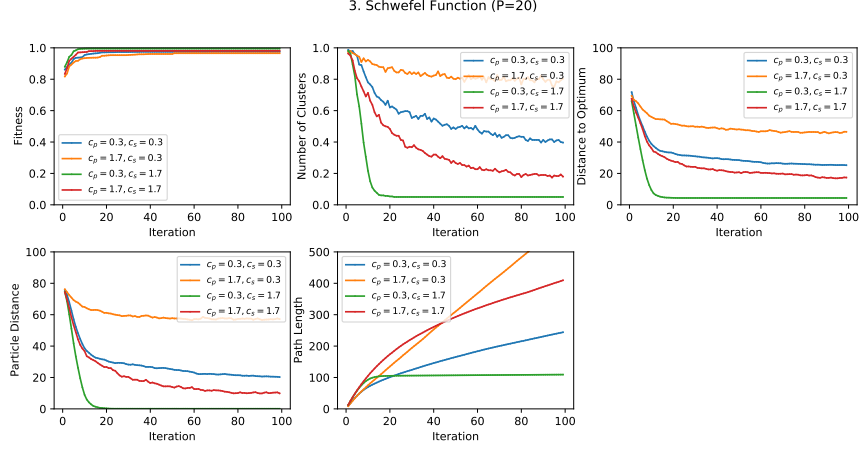 3. Schwefel Function (P=20)
Fitness
1.0
0.8
0.6
0.4
0.2
0.0
c_p = 0.3, c_s = 0.3
c_p = 1.7, c_s = 0.3
c_p = 0.3, c_s = 1.7
c_p = 1.7, c_s = 1.7
0 20 40 60 80 100
Iteration
Number of Clusters
1.0
0.8
0.6
0.4
0.2
0.0
c_p = 0.3, c_s = 0.3
c_p = 1.7, c_s = 0.3
c_p = 0.3, c_s = 1.7
c_p = 1.7, c_s = 1.7
0 20 40 60 80 100
Iteration
Distance to Optimum
100
80
60
40
20
0
c_p = 0.3, c_s = 0.3
c_p = 1.7, c_s = 0.3
c_p = 0.3, c_s = 1.7
c_p = 1.7, c_s = 1.7
0 20 40 60 80 100
Iteration
Particle Distance
100
80
60
40
20
0
c_p = 0.3, c_s = 0.3
c_p = 1.7, c_s = 0.3
c_p = 0.3, c_s = 1.7
c_p = 1.7, c_s = 1.7
0 20 40 60 80 100
Iteration
Path Length
500
400
300
200
100
0
c_p = 0.3, c_s = 0.3
c_p = 1.7, c_s = 0.3
c_p = 0.3, c_s = 1.7
c_p = 1.7, c_s = 1.7
0 20 40 60 80 100
Iteration